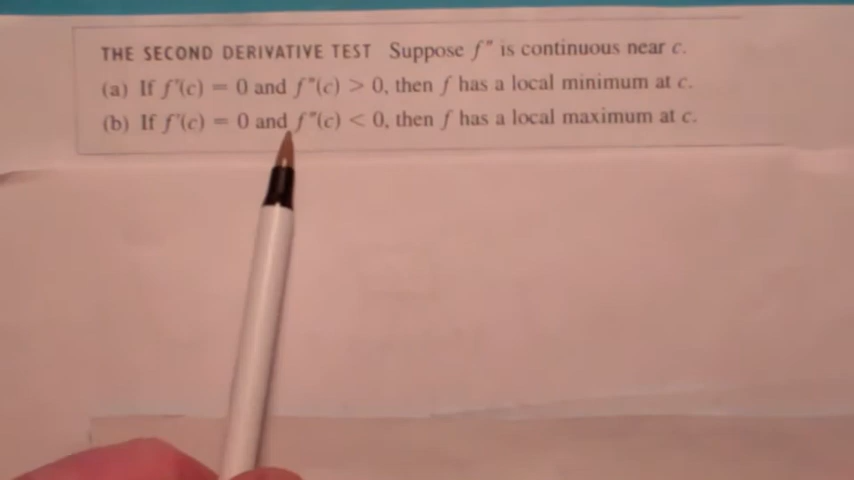 THE SECOND DERIVATIVE TEST Suppose f″ is continuous near c.
(a) If f′(c) = 0 and f″(c) > 0, then f has a local minimum at c.
(b) If f′(c) = 0 and f″(c) < 0, then f has a local maximum at c.